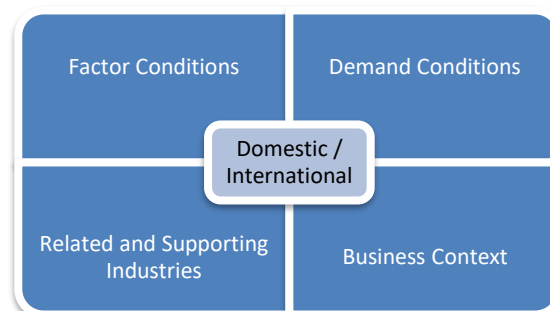 Factor Conditions
Demand Conditions
Domestic /
International
Related and Supporting
Industries
Business Context